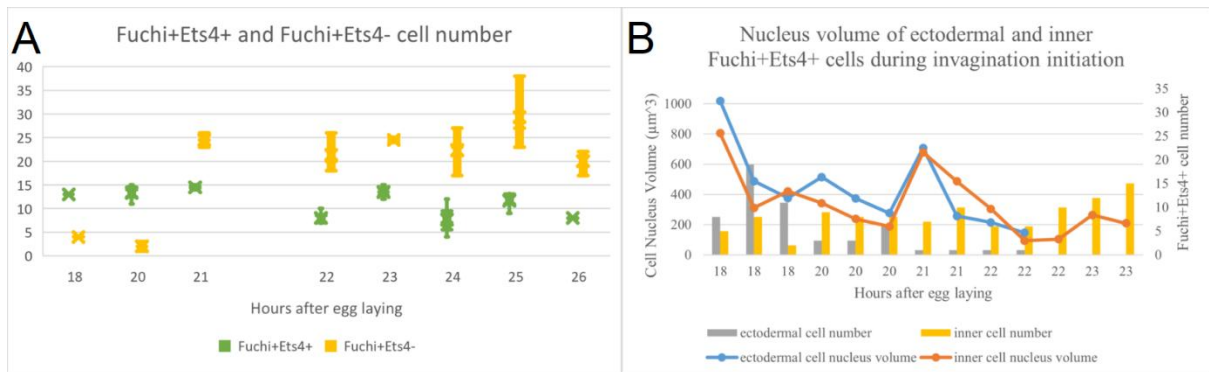 A
Fuchi+Ets4+ and Fuchi+Ets4- cell number
40
35
30
25
20
15
10
5
0
18 20 21 22 23 24 25 26
Hours after egg laying
Fuchi+Ets4+ Fuchi+Ets4-
B
Nucleus volume of ectodermal and inner
Fuchi+Ets4+ cells during invagination initiation
Cell Nucleus Volume (µm^3)
1000
800
600
400
200
0
35
30
25
20
15
10
5
0
Fuchi+Ets4+ cell number
18 18 18 20 20 20 21 21 22 22 22 23 23
Hours after egg laying
ectodermal cell number inner cell number
ectodermal cell nucleus volume inner cell nucleus volume